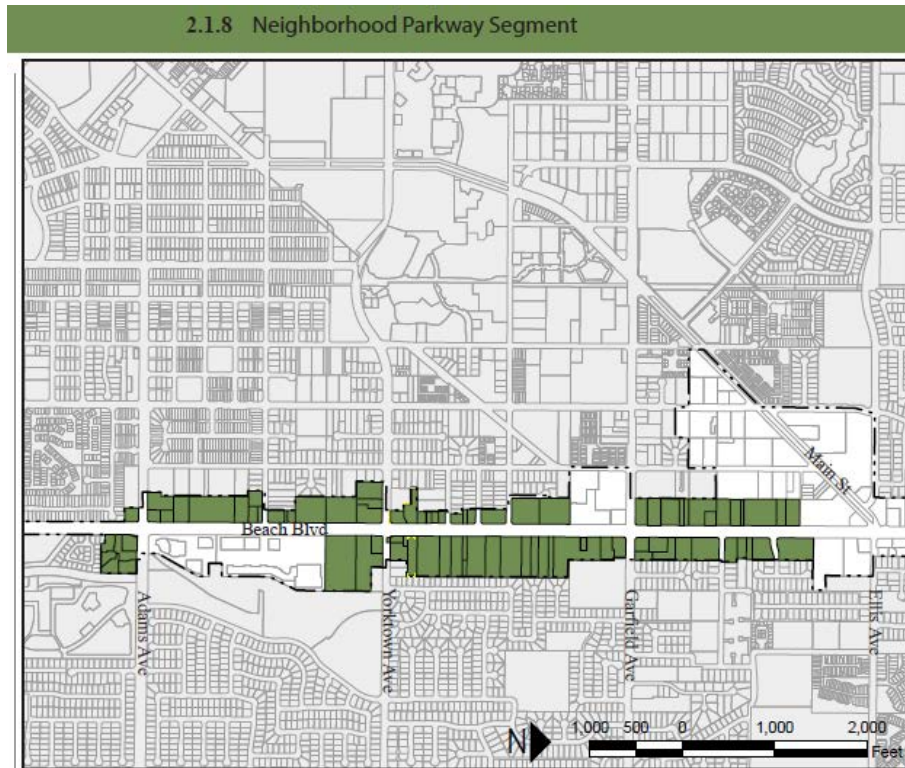 2.1.8 Neighborhood Parkway Segment
Main St
Beach Blvd
Adams Ave
Yorktown Ave
Garfield Ave
Ellis Ave
N
1,000 500 0 1,000 2,000
Feet